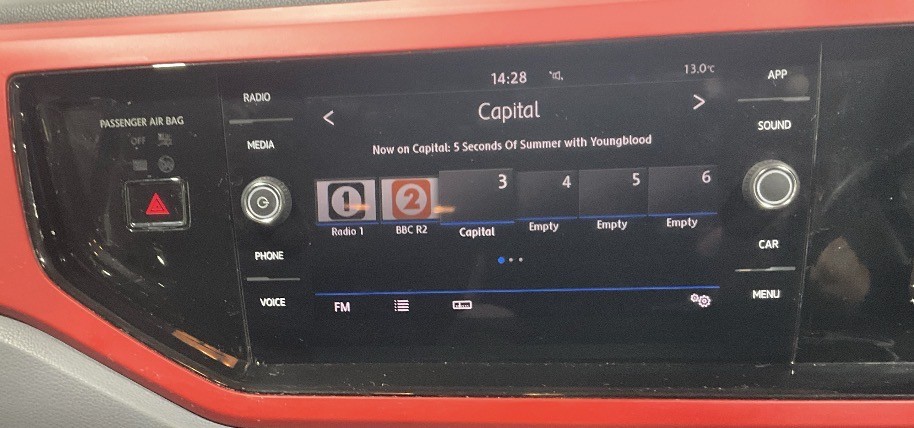 PASSENGER AIR BAG
OFF
RADIO
MEDIA
PHONE
VOICE
14:28
13.0°C
< Capital >
Now on Capital: 5 Seconds Of Summer with Youngblood
1 2 3 4 5 6
Radio 1 BBC R2 Capital Empty Empty Empty
FM
APP
SOUND
CAR
MENU